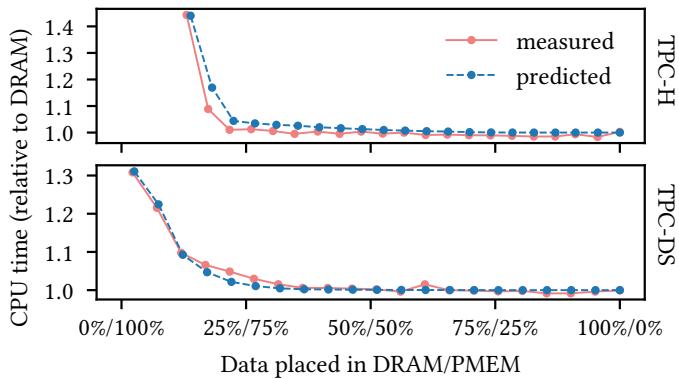 CPU time (relative to DRAM)
1.4
1.3
1.2
1.1
1.0
measured
predicted
TPC-H
1.3
1.2
1.1
1.0
TPC-DS
0%/100% 25%/75% 50%/50% 75%/25% 100%/0%
Data placed in DRAM/PMEM